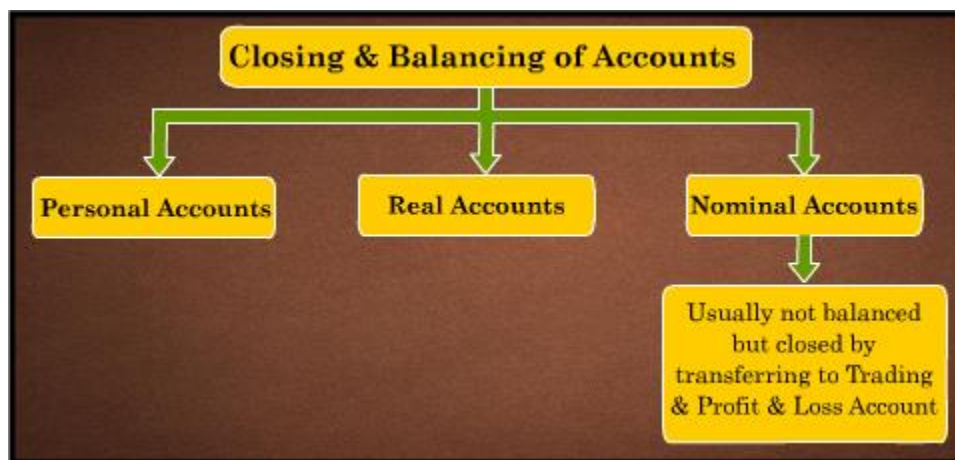 Closing & Balancing of Accounts
Personal Accounts
Real Accounts
Nominal Accounts
Usually not balanced
but closed by
transferring to Trading
& Profit & Loss Account